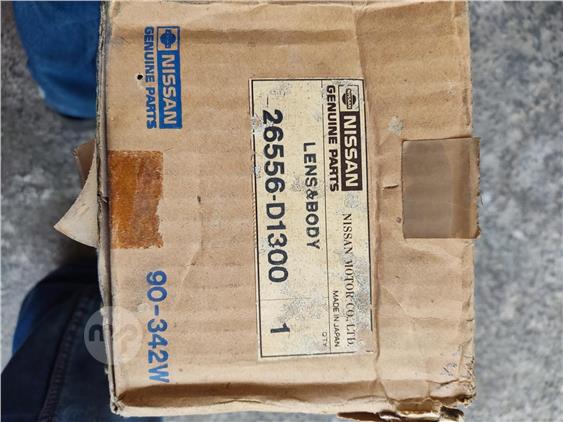 NISSAN
GENUINE PARTS
NISSAN
GENUINE PARTS
LENS&BODY
26556-D1300 1
NISSAN MOTOR CO., LTD.
MADE IN JAPAN
Q'TY
90-342W